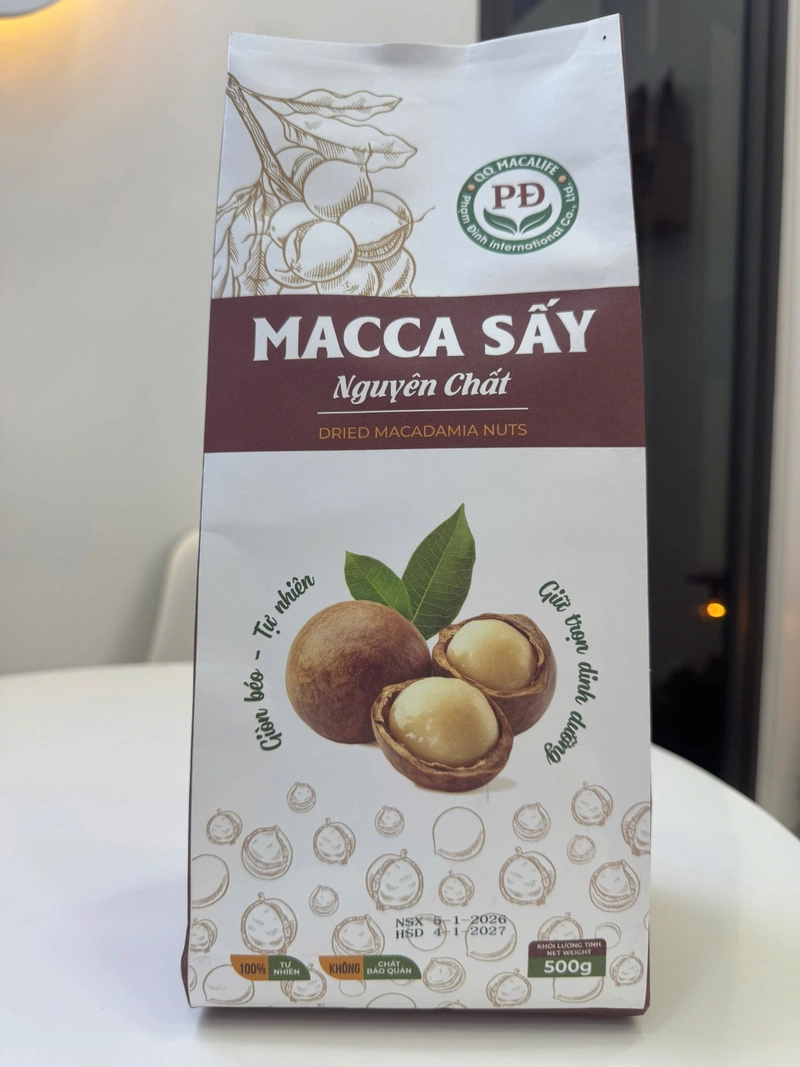 QQ MACALIFE
PĐ
Phạm Đình International Co., Ltd.
MACCA SẤY
Nguyên Chất
DRIED MACADAMIA NUTS
Giòn béo - Tự nhiên
Giữ trọn dinh dưỡng
NSX 5-1-2026
HSD 4-1-2027
100% TỰ NHIÊN
KHÔNG CHẤT BẢO QUẢN
KHỐI LƯỢNG TỊNH
NET WEIGHT
500g